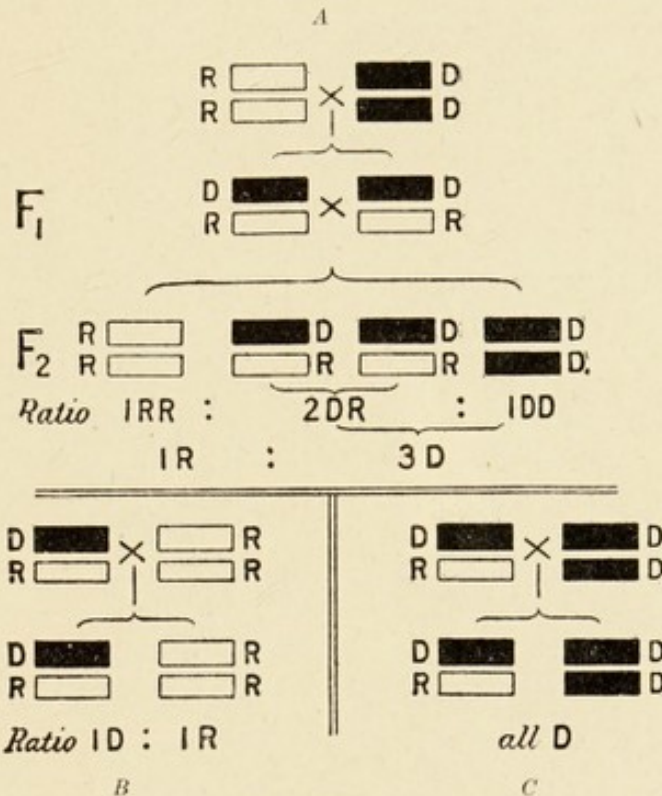 A
R D
R D
D D
F1 R R
R D D D
F2 R R R D.
Ratio 1RR : 2DR : 1DD
1R : 3D
D R
R R
D R
R R
Ratio 1D : 1R
B
D D
R D
D D
R D
all D
C